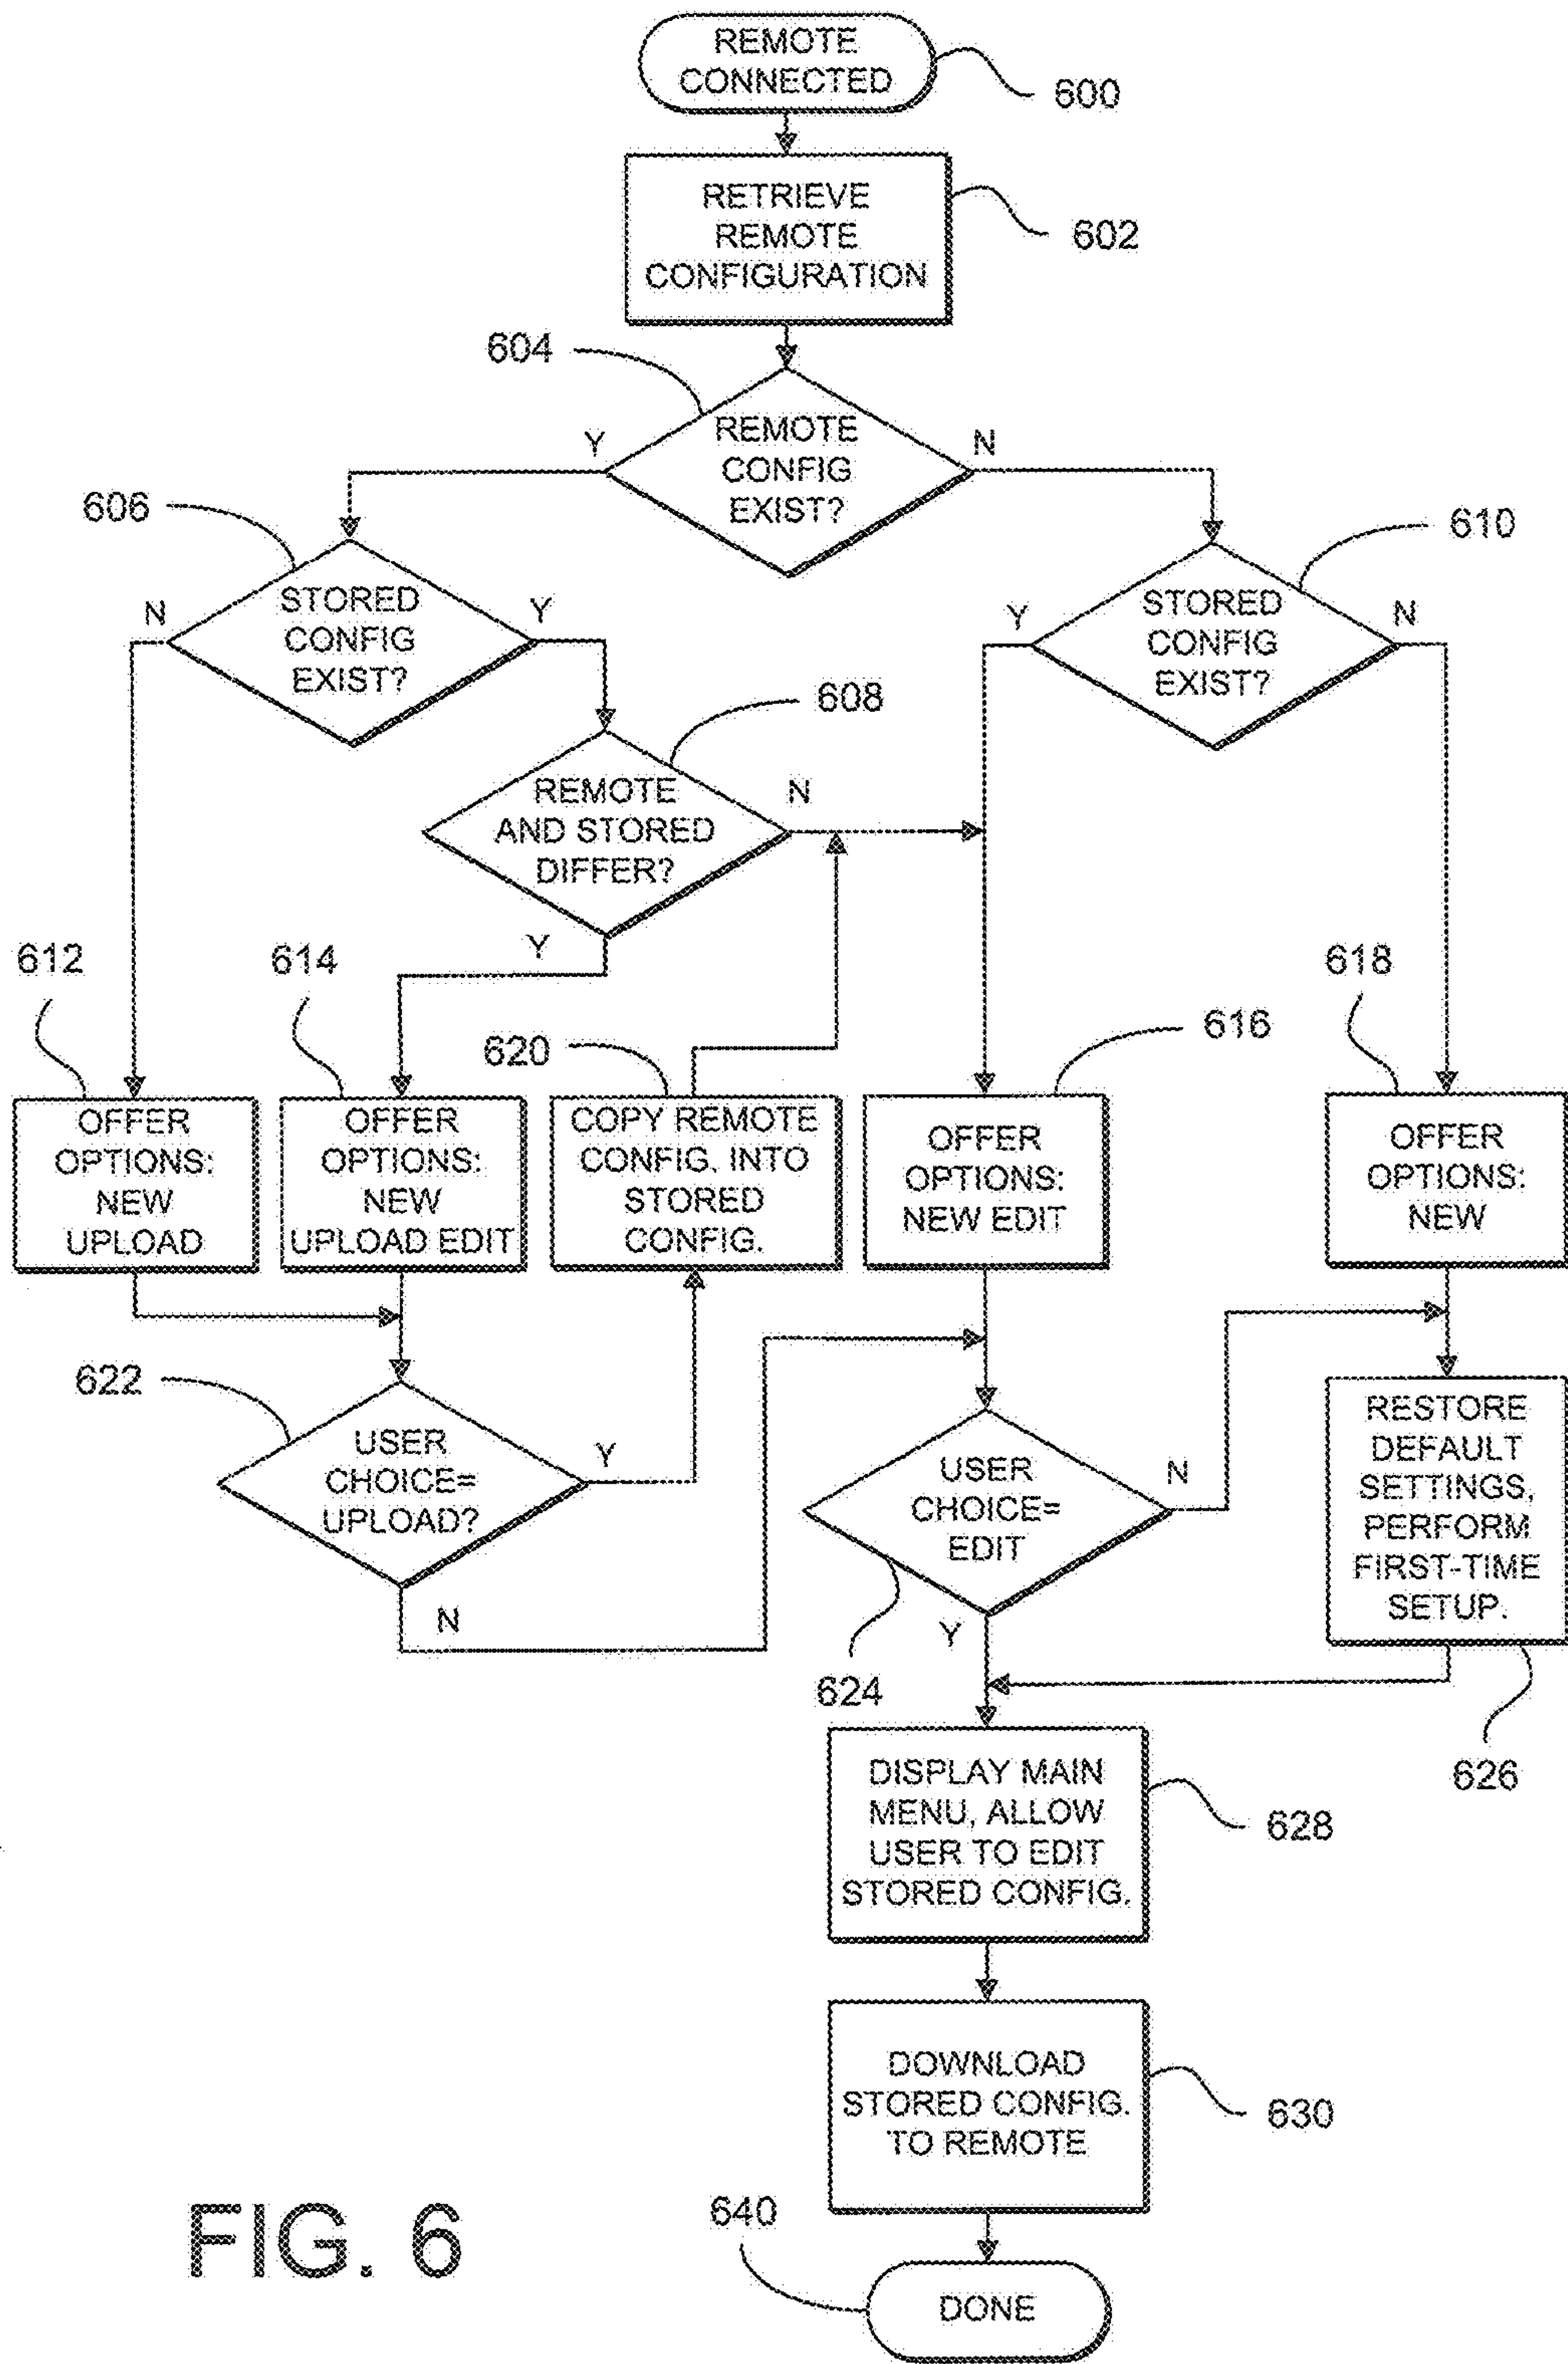 REMOTE
CONNECTED
600
RETRIEVE
REMOTE
CONFIGURATION
602
604
REMOTE
CONFIG
EXIST?
Y
N
606
STORED
CONFIG
EXIST?
N
Y
610
STORED
CONFIG
EXIST?
Y
N
608
REMOTE
AND STORED
DIFFER?
N
Y
612
OFFER
OPTIONS:
NEW
UPLOAD
614
OFFER
OPTIONS:
NEW
UPLOAD EDIT
620
COPY REMOTE
CONFIG. INTO
STORED
CONFIG.
616
OFFER
OPTIONS:
NEW EDIT
618
OFFER
OPTIONS:
NEW
622
USER
CHOICE=
UPLOAD?
Y
N
USER
CHOICE=
EDIT
N
Y
624
RESTORE
DEFAULT
SETTINGS,
PERFORM
FIRST-TIME
SETUP.
626
DISPLAY MAIN
MENU, ALLOW
USER TO EDIT
STORED CONFIG.
628
DOWNLOAD
STORED CONFIG.
TO REMOTE
630
640
DONE
FIG. 6